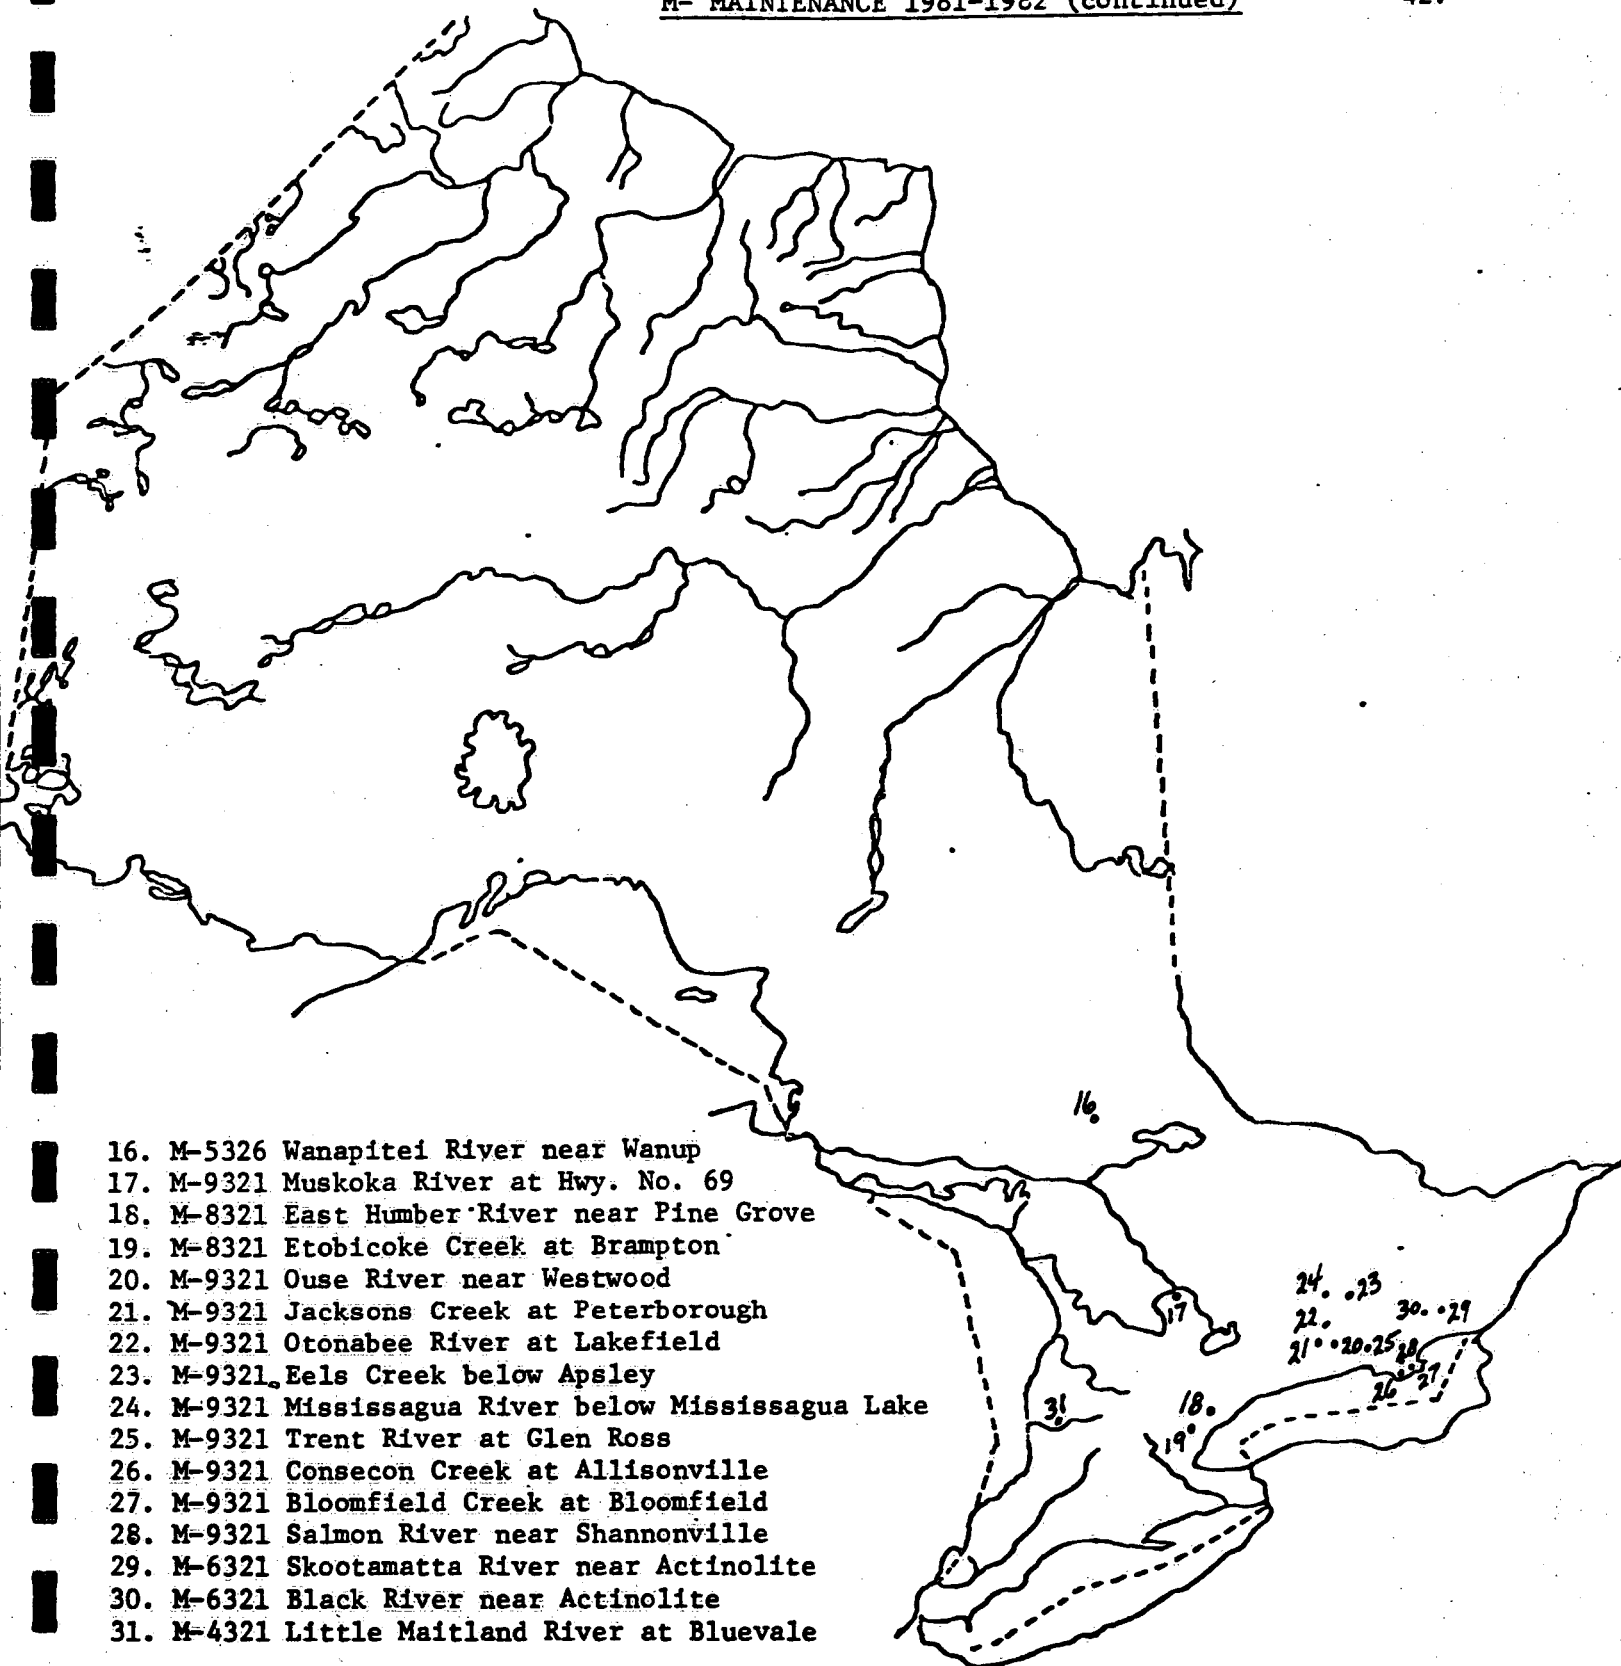 M- MAINTENANCE 1981-1982 (continued) 42.
16.
24. .23
30. .29
22.
17
21 .20 .25 28
26 27
31 18.
19
16. M-5326 Wanapitei River near Wanup
17. M-9321 Muskoka River at Hwy. No. 69
18. M-8321 East Humber River near Pine Grove
19. M-8321 Etobicoke Creek at Brampton
20. M-9321 Ouse River near Westwood
21. M-9321 Jacksons Creek at Peterborough
22. M-9321 Otonabee River at Lakefield
23. M-9321 Eels Creek below Apsley
24. M-9321 Mississagua River below Mississagua Lake
25. M-9321 Trent River at Glen Ross
26. M-9321 Consecon Creek at Allisonville
27. M-9321 Bloomfield Creek at Bloomfield
28. M-9321 Salmon River near Shannonville
29. M-6321 Skootamatta River near Actinolite
30. M-6321 Black River near Actinolite
31. M-4321 Little Maitland River at Bluevale